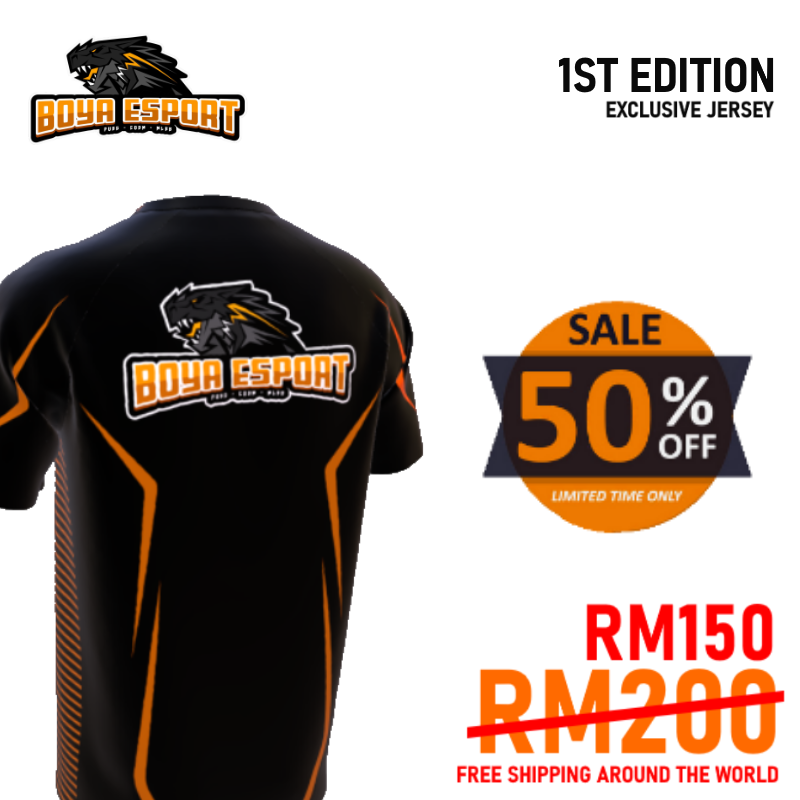 BOYA ESPORT
1ST EDITION
EXCLUSIVE JERSEY
BOYA ESPORT
SALE
50% OFF
LIMITED TIME ONLY
RM150
RM200
FREE SHIPPING AROUND THE WORLD